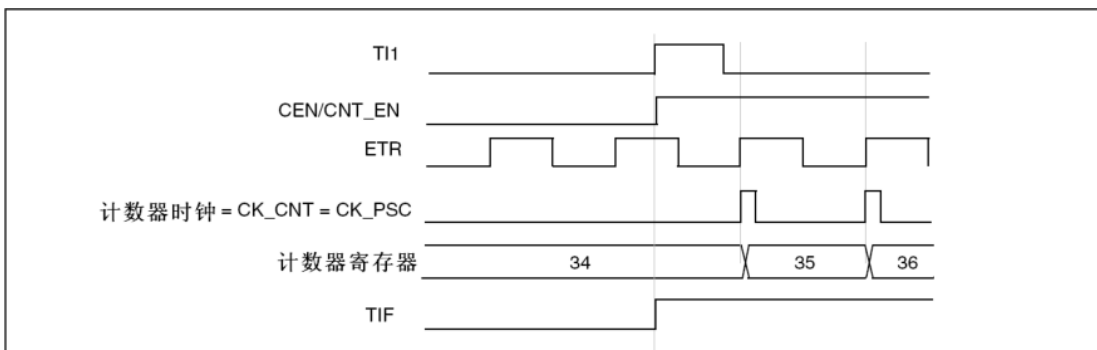 TI1
CEN/CNT_EN
ETR
计数器时钟 = CK_CNT = CK_PSC
计数器寄存器 34 35 36
TIF